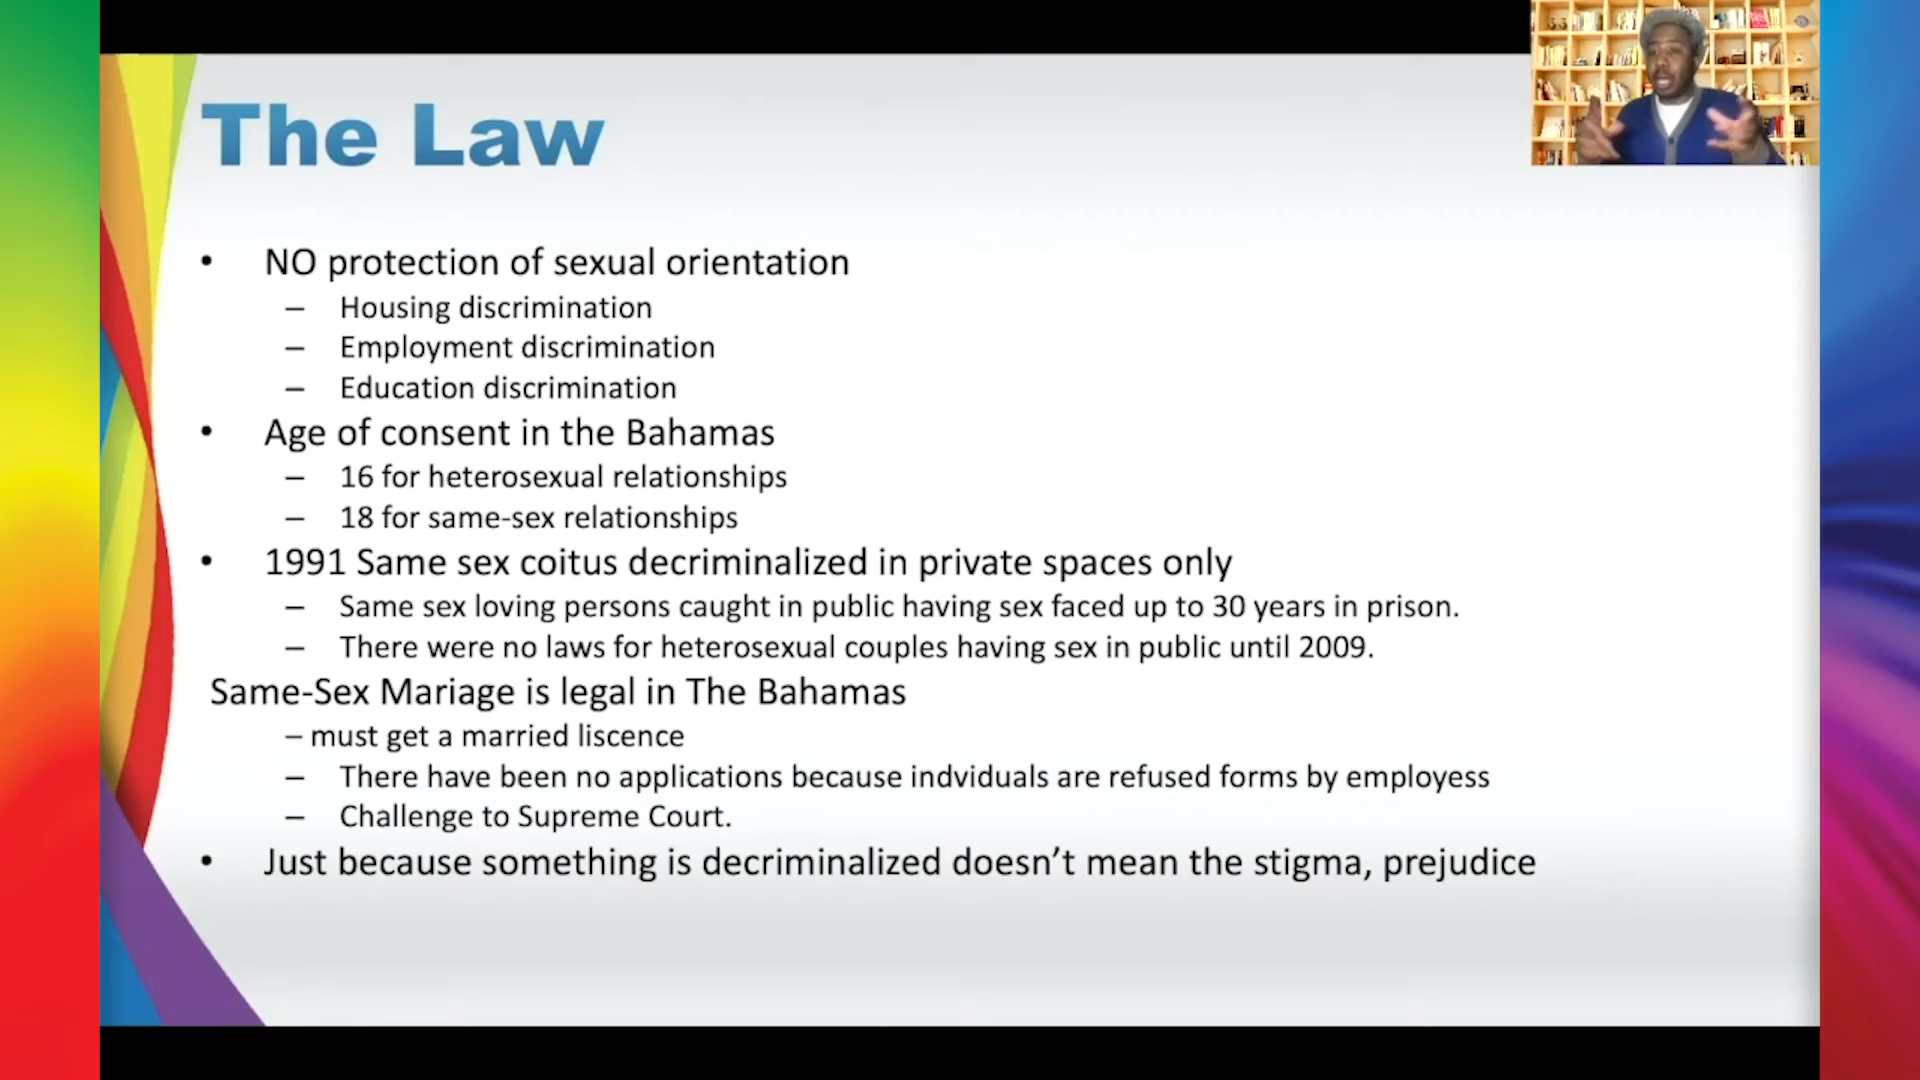 The Law
• NO protection of sexual orientation
– Housing discrimination
– Employment discrimination
– Education discrimination
• Age of consent in the Bahamas
– 16 for heterosexual relationships
– 18 for same-sex relationships
• 1991 Same sex coitus decriminalized in private spaces only
– Same sex loving persons caught in public having sex faced up to 30 years in prison.
– There were no laws for heterosexual couples having sex in public until 2009.
Same-Sex Mariage is legal in The Bahamas
– must get a married liscence
– There have been no applications because indviduals are refused forms by employess
– Challenge to Supreme Court.
• Just because something is decriminalized doesn’t mean the stigma, prejudice